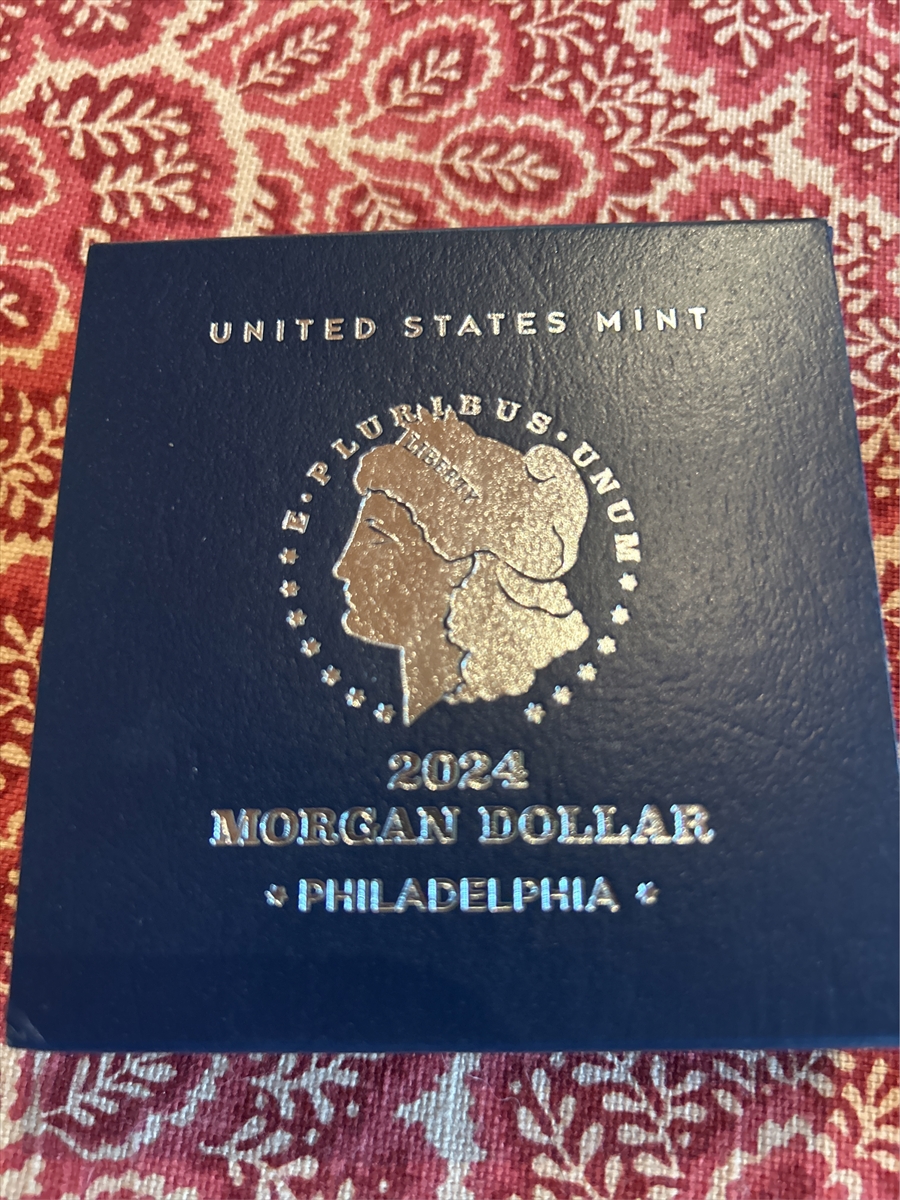 UNITED STATES MINT
E·PLURIBUS·UNUM
LIBERTY
2024
MORGAN DOLLAR
PHILADELPHIA